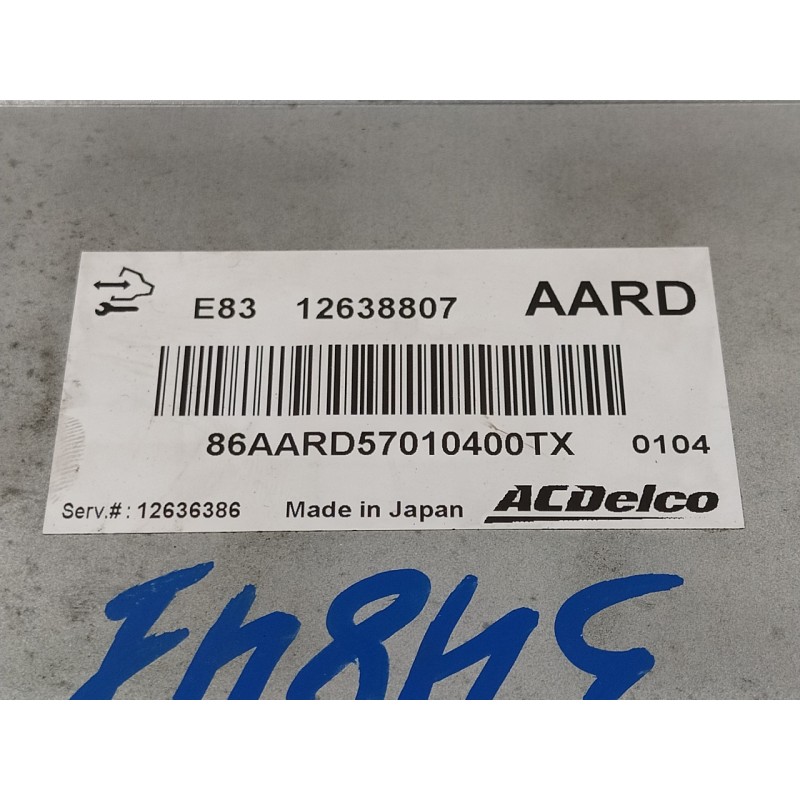 E83 12638807 AARD
86AARD57010400TX 0104
Serv.#: 12636386 Made in Japan ACDelco